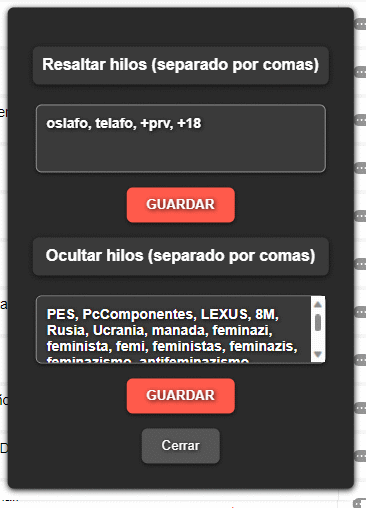 Resaltar hilos (separado por comas)
oslafo, telafo, +prv, +18
GUARDAR
Ocultar hilos (separado por comas)
PES, PcComponentes, LEXUS, 8M,
Rusia, Ucrania, manada, feminazi,
feminista, femi, feministas, feminazis,
feminazismo, antifeminazismo,
GUARDAR
Cerrar